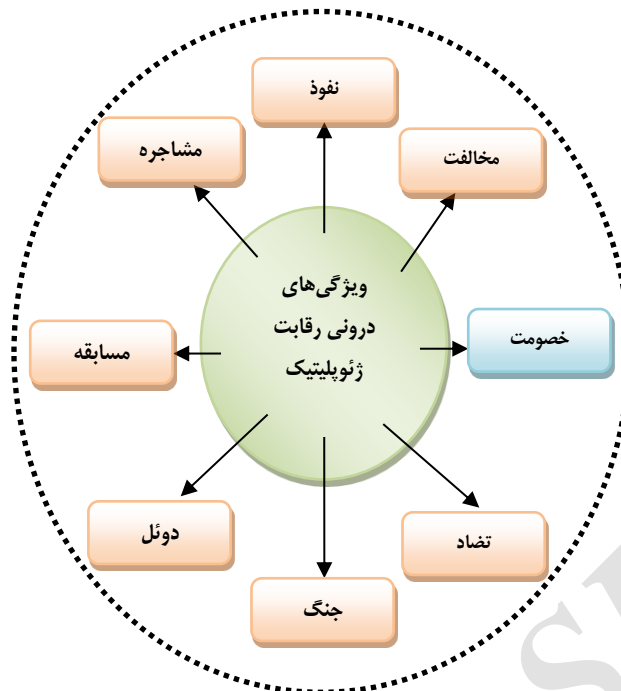 نفوذ
مشاجره
مخالفت
ویژگی‌های
درونی رقابت
ژئوپلیتیک
خصومت
مسابقه
دوئل
تضاد
جنگ